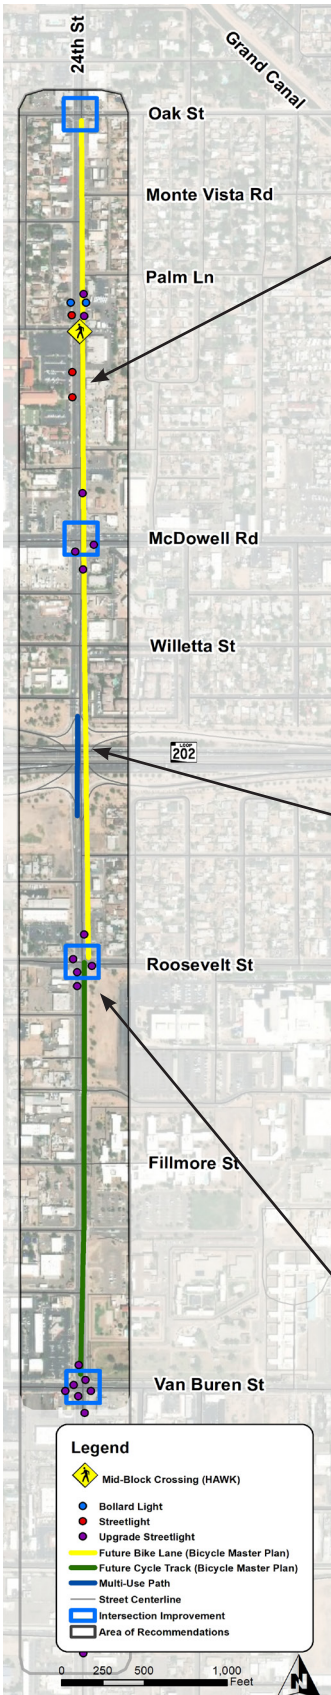 24th St
Grand Canal
Oak St
Monte Vista Rd
Palm Ln
McDowell Rd
Willetta St
LOOP
202
Roosevelt St
Fillmore St
Van Buren St
Legend
Mid-Block Crossing (HAWK)
Bollard Light
Streetlight
Upgrade Streetlight
Future Bike Lane (Bicycle Master Plan)
Future Cycle Track (Bicycle Master Plan)
Multi-Use Path
Street Centerline
Intersection Improvement
Area of Recommendations
0 250 500 1,000
Feet
N